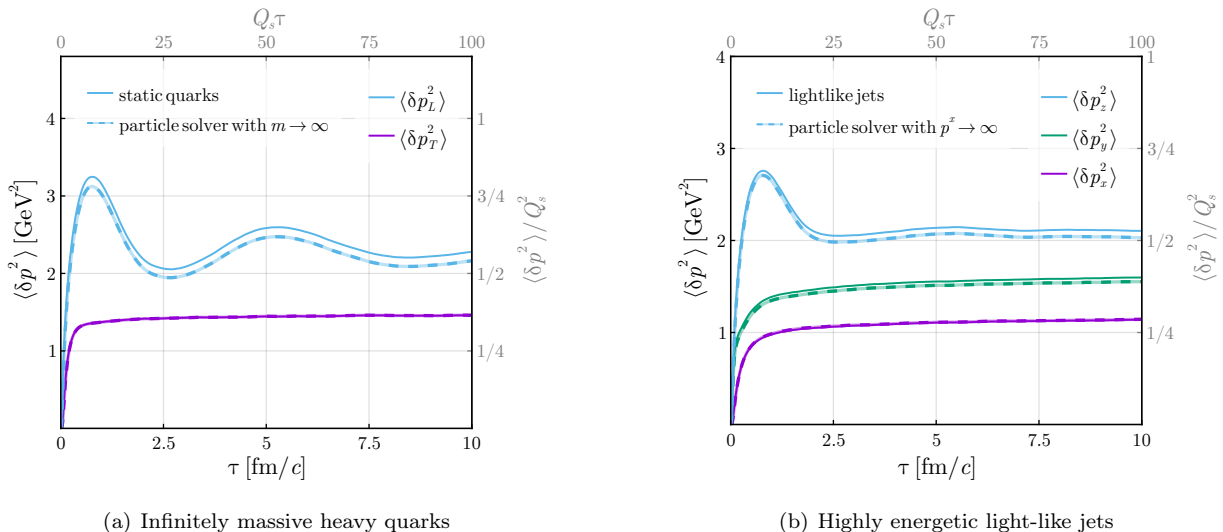 Q_sτ
0 25 50 75 100
static quarks
particle solver with m → ∞
⟨δp_L^2⟩
⟨δp_T^2⟩
4
3
2
1
⟨δp^2⟩ [GeV^2]
1
3/4
1/2
1/4
⟨δp^2⟩/Q_s^2
0 2.5 5 7.5 10
τ [fm/c]
(a) Infinitely massive heavy quarks
Q_sτ
0 25 50 75 100
lightlike jets
particle solver with p^x → ∞
⟨δp_z^2⟩
⟨δp_y^2⟩
⟨δp_x^2⟩
4
3
2
1
⟨δp^2⟩ [GeV^2]
1
3/4
1/2
1/4
⟨δp^2⟩/Q_s^2
0 2.5 5 7.5 10
τ [fm/c]
(b) Highly energetic light-like jets